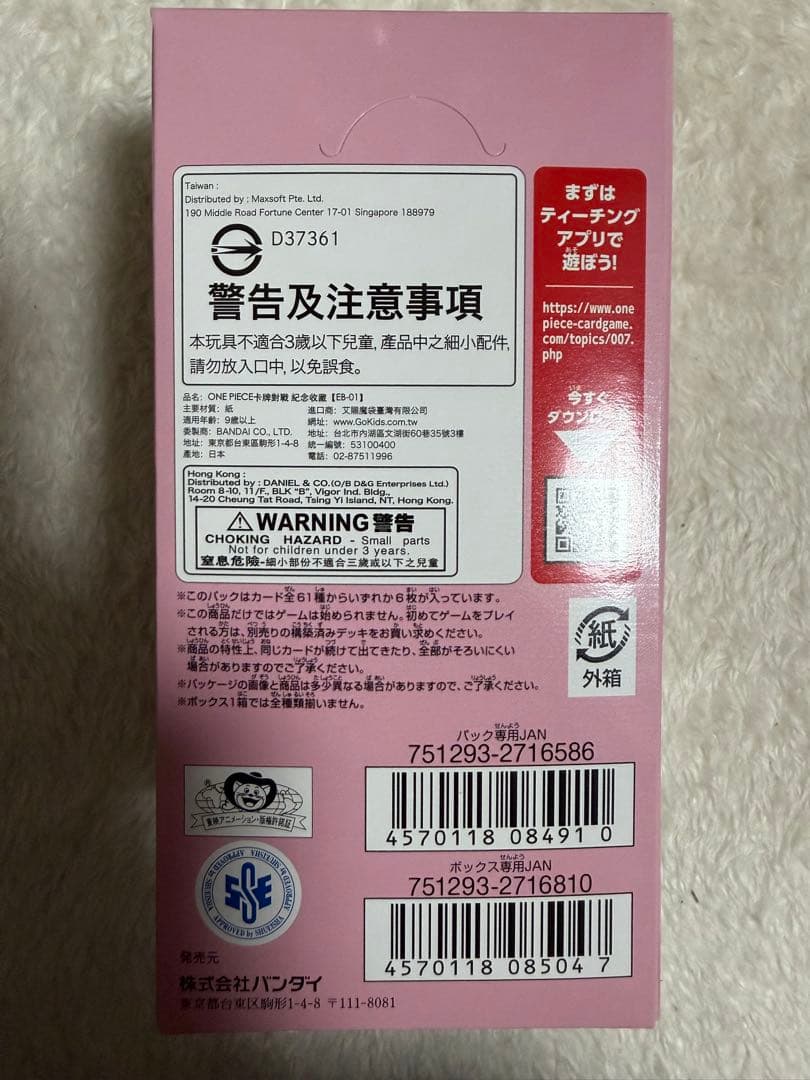 Taiwan :
Distributed by : Maxsoft Pte. Ltd.
190 Middle Road Fortune Center 17-01 Singapore 188979
D37361
警告及注意事項
本玩具不適合3歲以下兒童, 產品中之細小配件,
請勿放入口中, 以免誤食。
品名: ONE PIECE卡牌對戰 紀念收藏【EB-01】
主要材質: 紙
適用年齡: 9歲以上
委製商: BANDAI CO., LTD.
地址: 東京都台東區駒形1-4-8
產地: 日本
進口商: 艾賜魔袋臺灣有限公司
網址: www.GoKids.com.tw
地址: 台北市內湖區文湖街60巷35號3樓
統一編號: 53100400
電話: 02-87511996
Hong Kong :
Distributed by : DANIEL & CO.(O/B D&G Enterprises Ltd.)
Room 8-10, 11/F., BLK "B", Vigor Ind. Bldg.,
14-20 Cheung Tat Road, Tsing Yi Island, NT, Hong Kong.
⚠WARNING警告
CHOKING HAZARD - Small parts
Not for children under 3 years.
窒息危險-細小部份不適合三歲或以下之兒童
まずは
ティーチング
アプリで
遊ぼう!
https://www.one
piece-cardgame.
com/topics/007.
php
今すぐ
※このパックはカード全61種からいずれか6枚が入っています。
※この商品だけではゲームは始められません。初めてゲームをプレイ
される方は、別売りの構築済みデッキをお買い求めください。
※商品の特性上、同じカードが続けて出てきたり、全部がそろいにくい
場合がありますのでご了承ください。
※パッケージの画像と商品は多少異なる場合がありますので、ご了承ください。
※ボックス1箱では全種類揃いません。
紙
外箱
パック専用JAN
751293-2716586
4570118 08491 0
ボックス専用JAN
751293-2716810
4570118 08504 7
東映アニメーション・版権許諾証
APPROVED by SHUEISHA
発売元
株式会社バンダイ
東京都台東区駒形1-4-8 〒111-8081